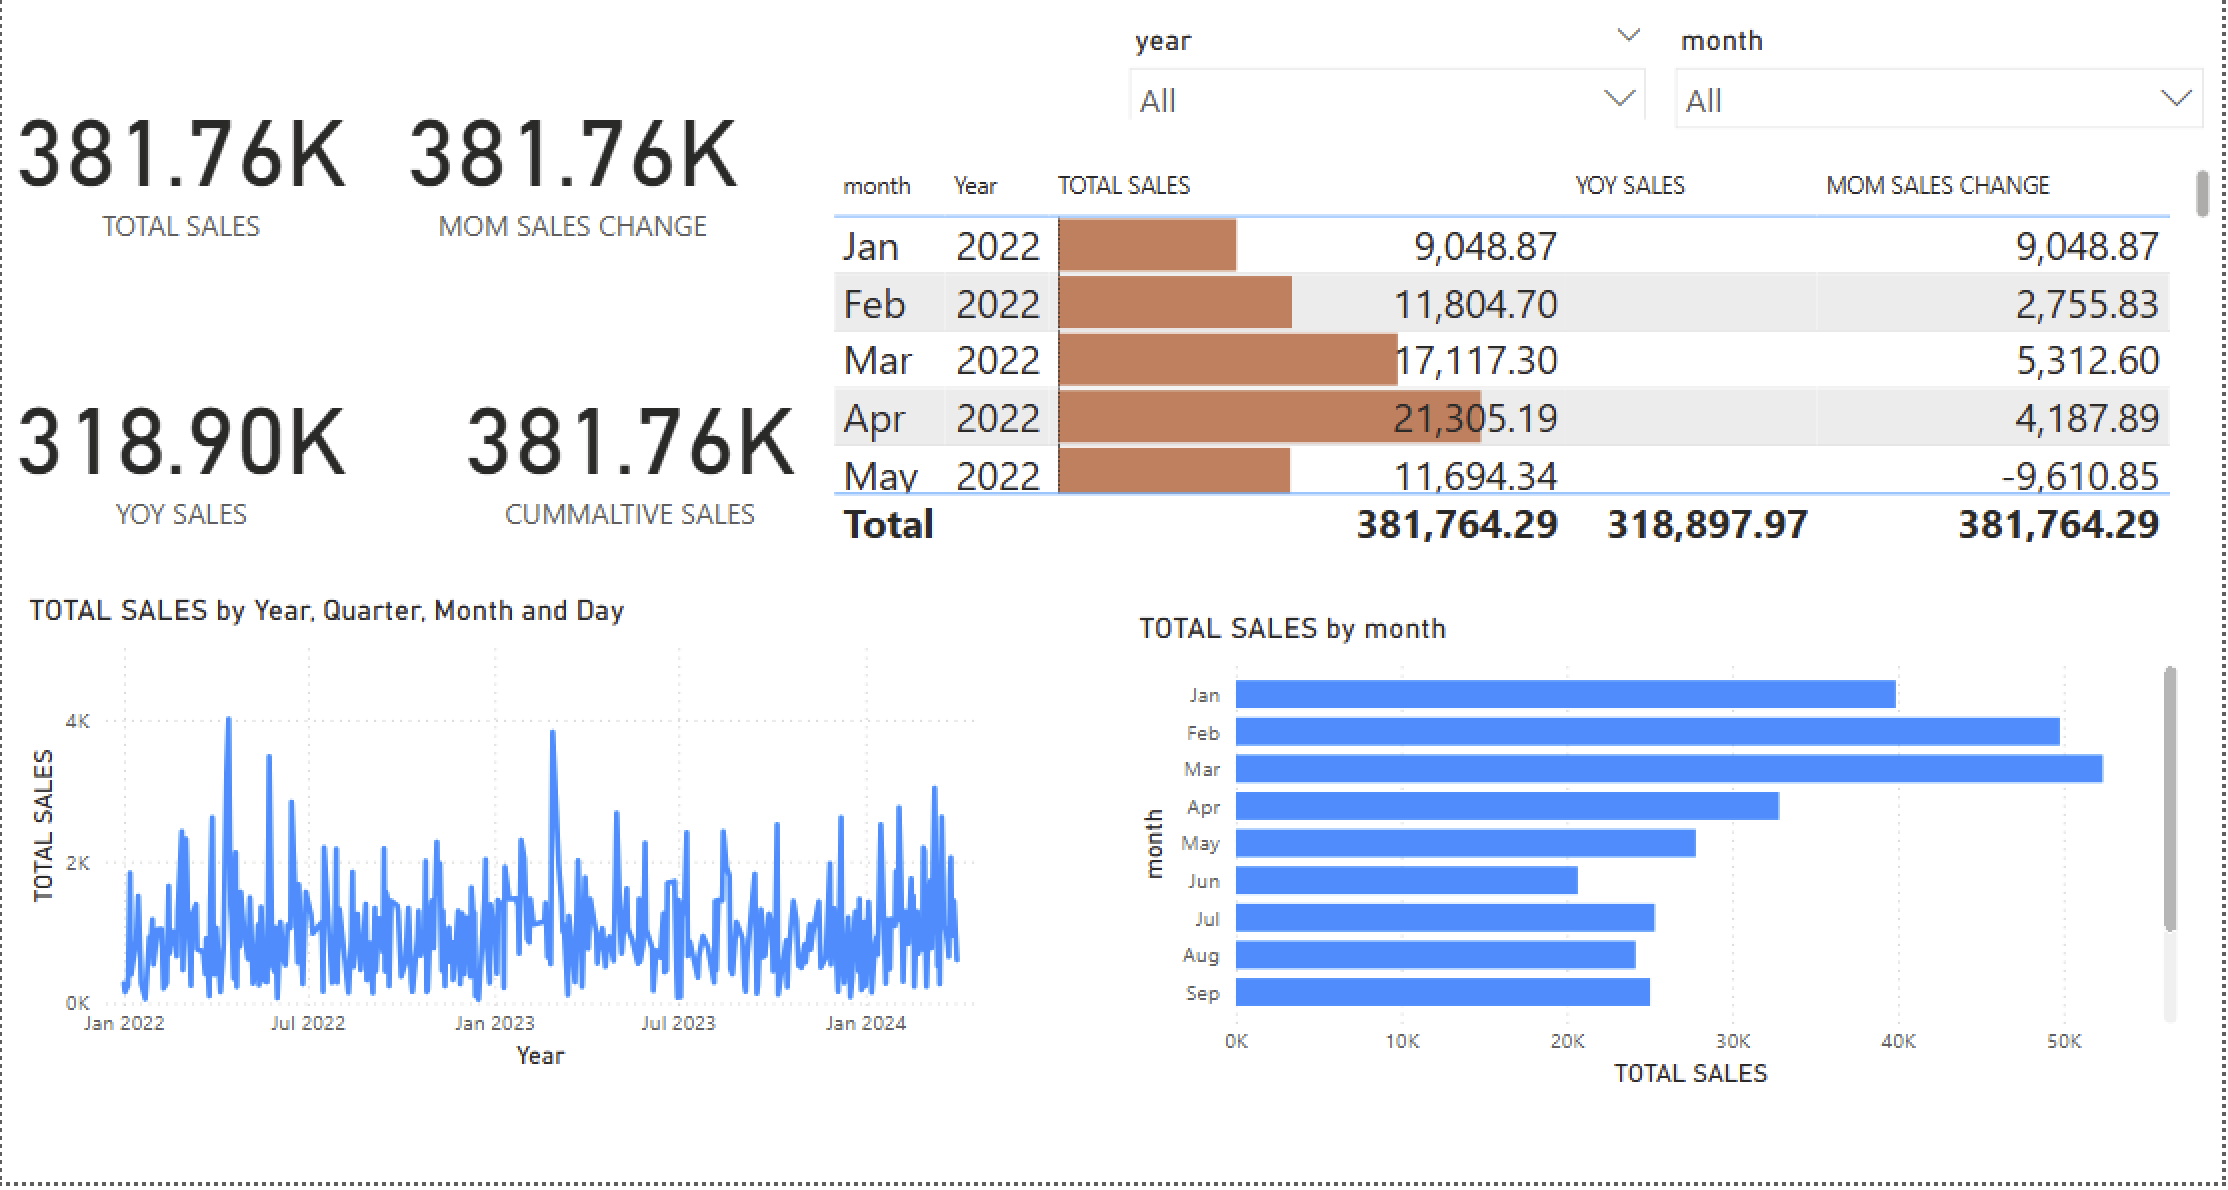 year
month
All
All
381.76K
TOTAL SALES
381.76K
MOM SALES CHANGE
318.90K
YOY SALES
381.76K
CUMMALTIVE SALES
month Year TOTAL SALES YOY SALES MOM SALES CHANGE
Jan 2022 9,048.87 9,048.87
Feb 2022 11,804.70 2,755.83
Mar 2022 17,117.30 5,312.60
Apr 2022 21,305.19 4,187.89
May 2022 11,694.34 -9,610.85
Total 381,764.29 318,897.97 381,764.29
TOTAL SALES by Year, Quarter, Month and Day
TOTAL SALES
4K
2K
0K
Jan 2022 Jul 2022 Jan 2023 Jul 2023 Jan 2024
Year
TOTAL SALES by month
month
Jan
Feb
Mar
Apr
May
Jun
Jul
Aug
Sep
0K 10K 20K 30K 40K 50K
TOTAL SALES